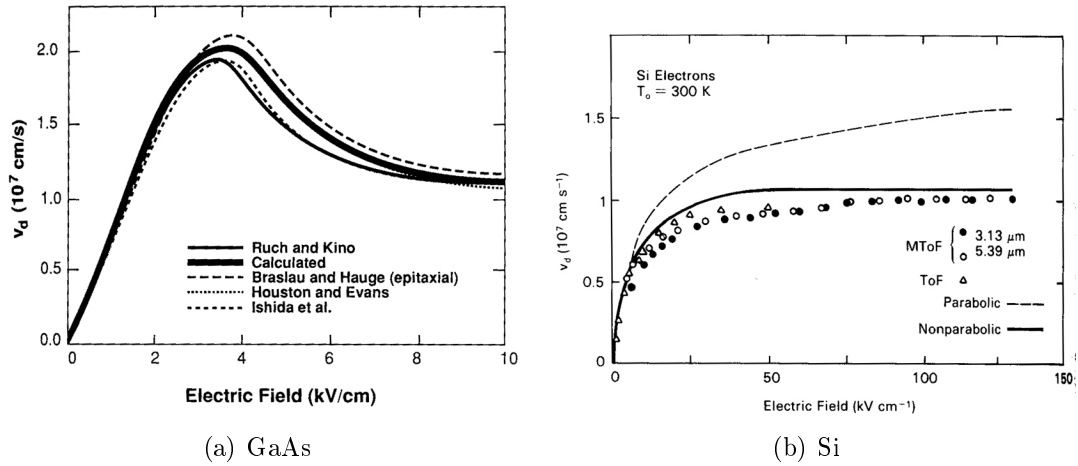 2.0
1.5
1.0
0.5
0.0
v_d (10^7 cm/s)
Ruch and Kino
Calculated
Braslau and Hauge (epitaxial)
Houston and Evans
Ishida et al.
0 2 4 6 8 10
Electric Field (kV/cm)
(a) GaAs
Si Electrons
T_o = 300 K
1.5
1
0.5
0
v_d (10^7 cm s^-1)
MToF { 3.13 μm
5.39 μm
ToF
Parabolic
Nonparabolic
0 50 75 100 150
Electric Field (kV cm^-1)
(b) Si